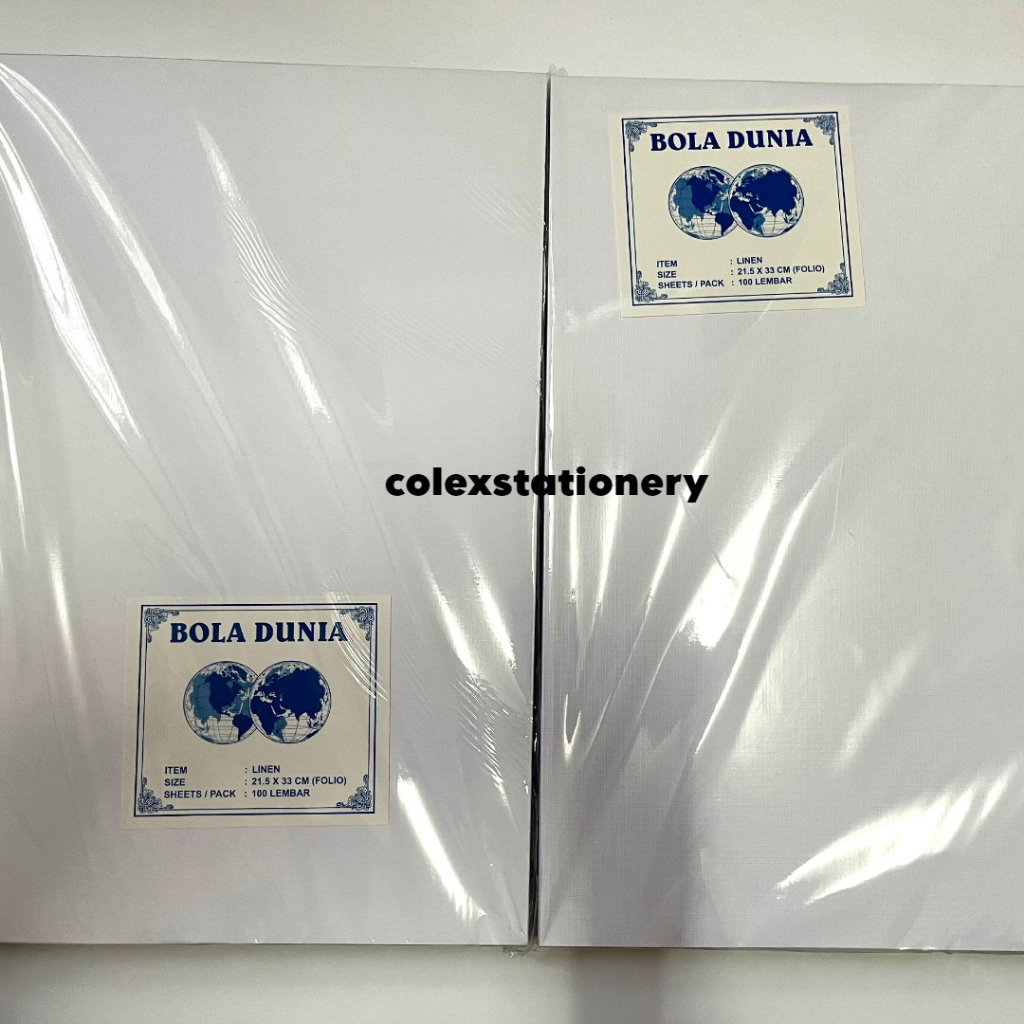 BOLA DUNIA
ITEM : LINEN
SIZE : 21.5 X 33 CM (FOLIO)
SHEETS / PACK : 100 LEMBAR
colexstationery
BOLA DUNIA
ITEM : LINEN
SIZE : 21.5 X 33 CM (FOLIO)
SHEETS / PACK : 100 LEMBAR